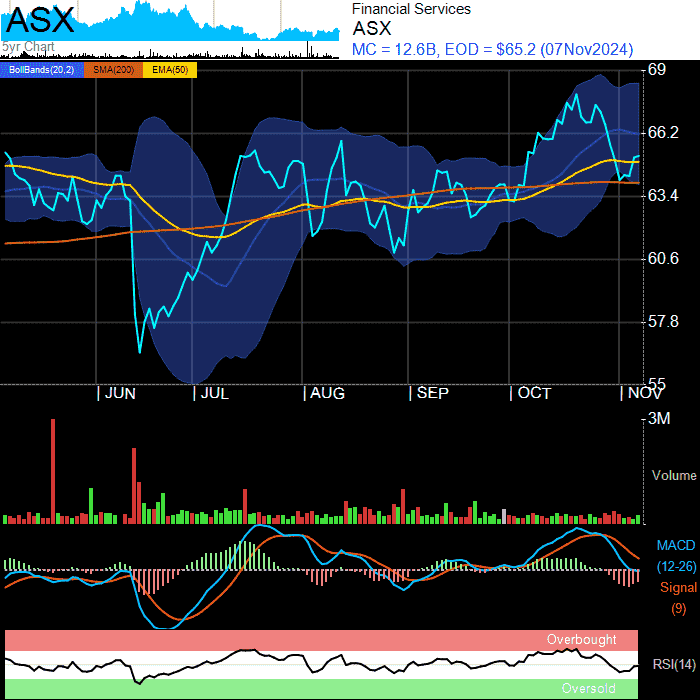 ASX
5yr Chart
Financial Services
ASX
MC = 12.6B, EOD = $65.2 (07Nov2024)
BollBands(20,2) SMA(200) EMA(50)
69
66.2
63.4
60.6
57.8
55
JUN JUL AUG SEP OCT NOV
3M
Volume
MACD
(12-26)
Signal
(9)
Overbought
RSI(14)
Oversold